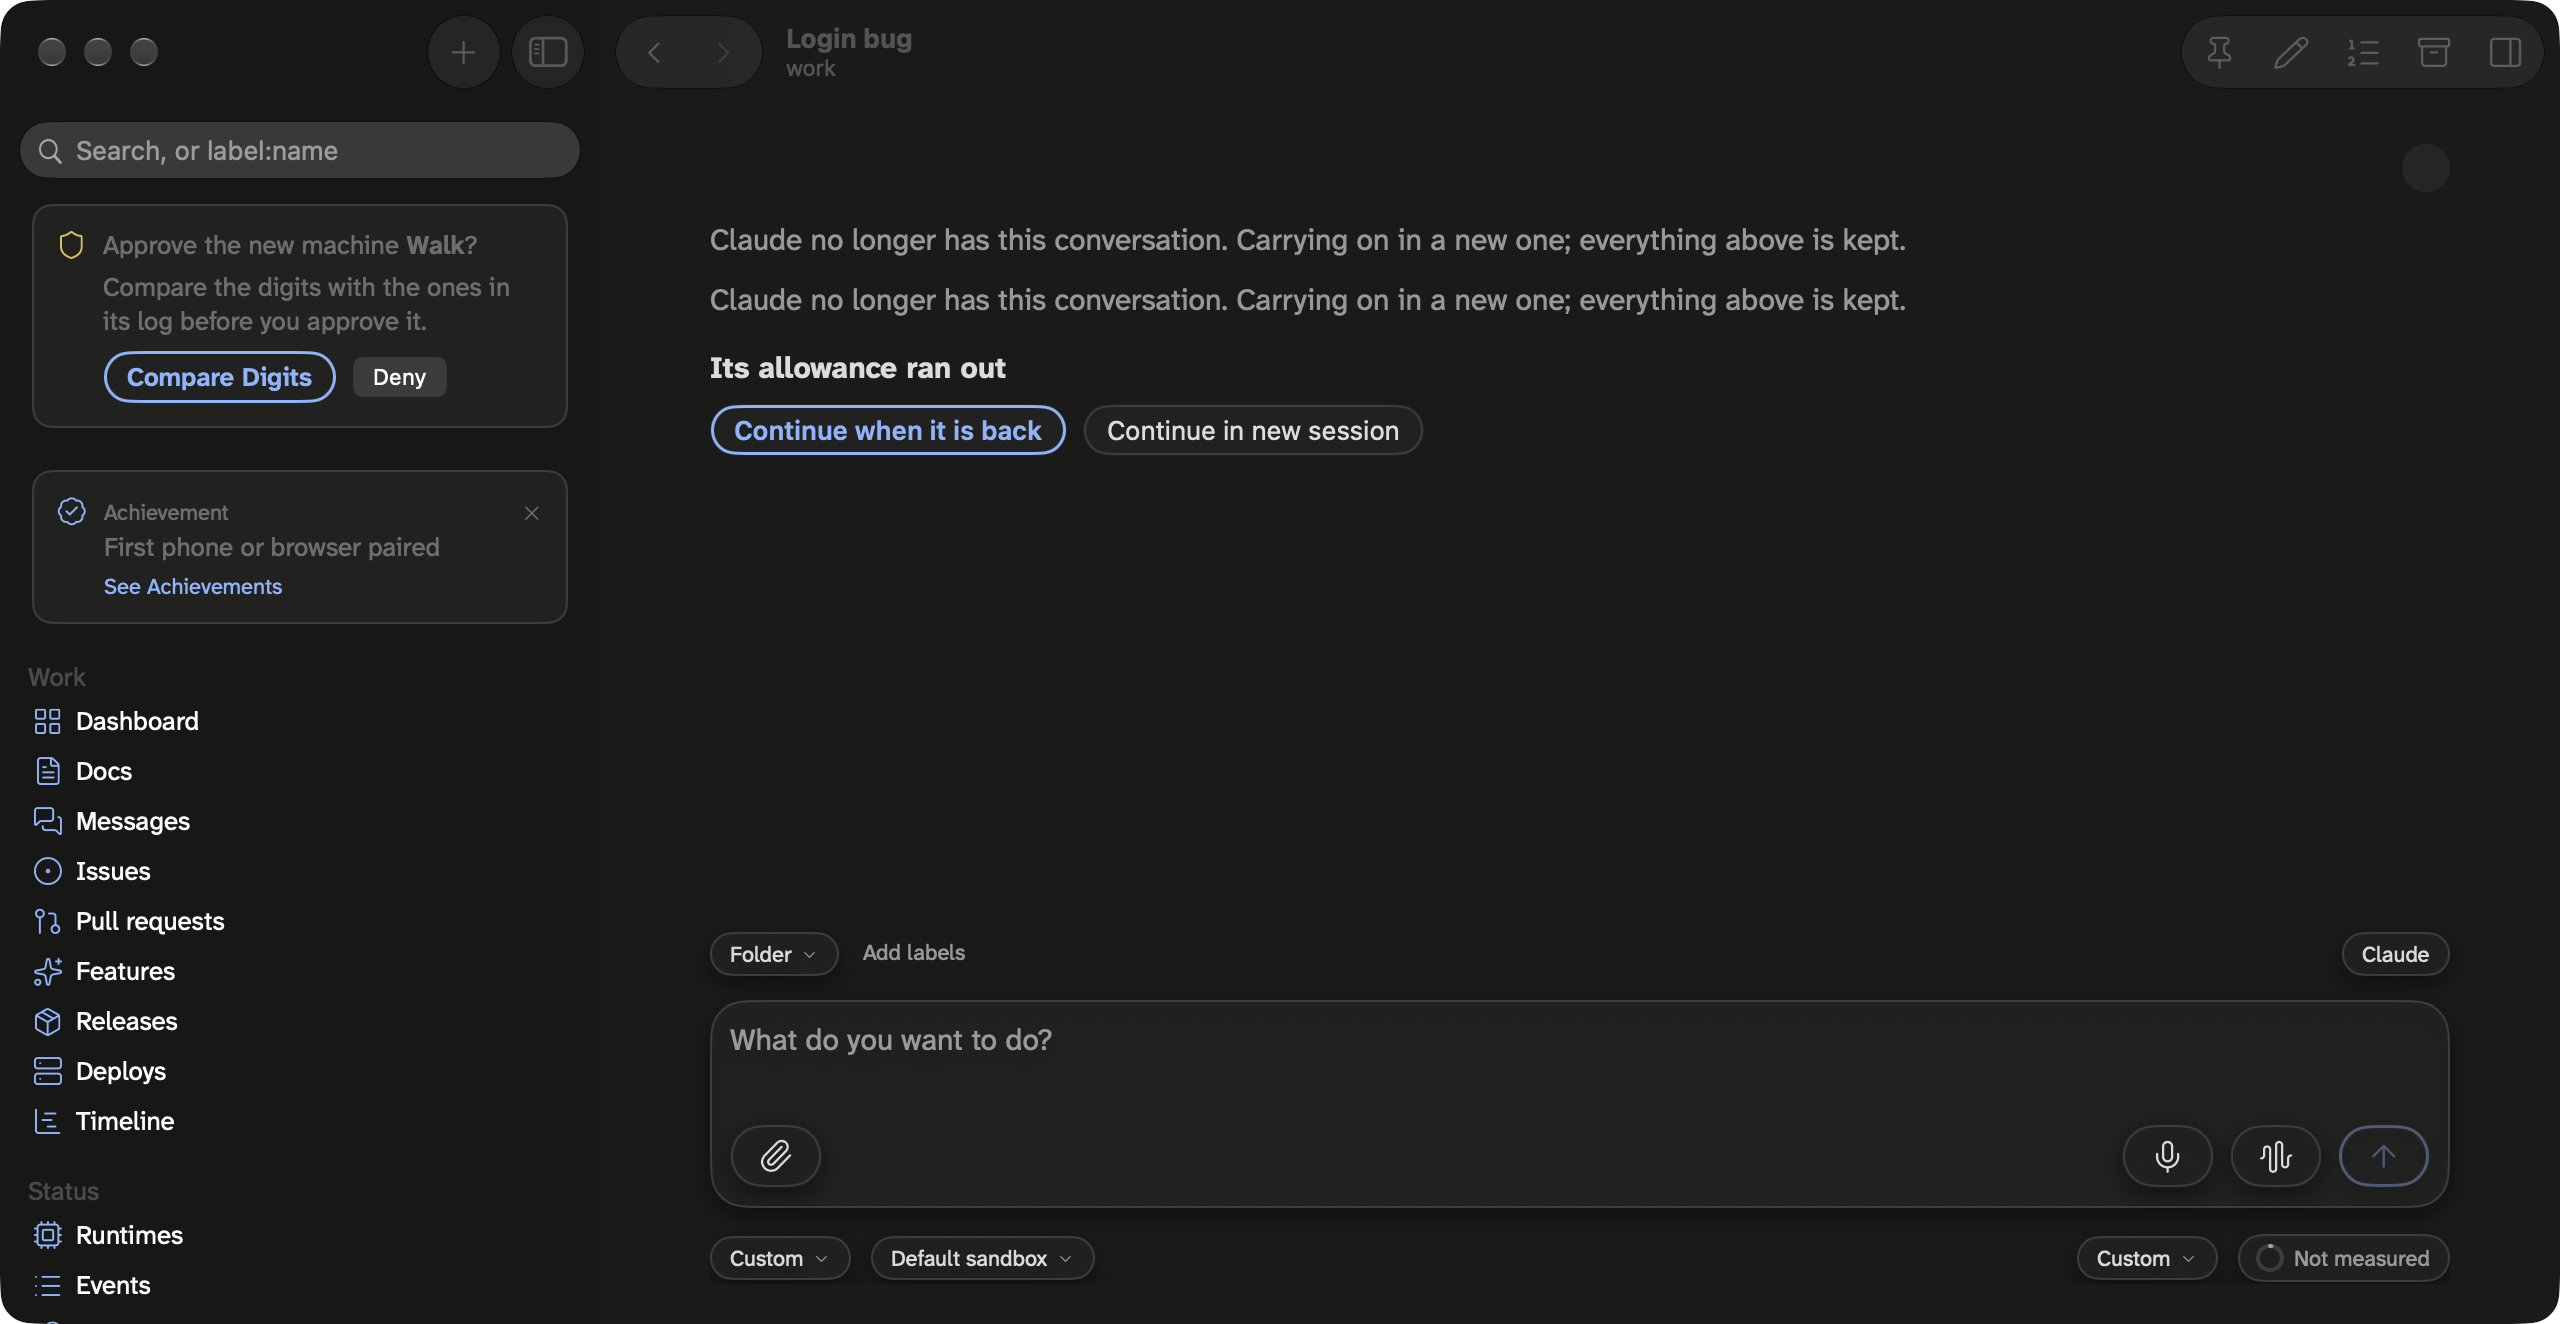 Login bug
work
Search, or label:name
Approve the new machine Walk?
Compare the digits with the ones in
its log before you approve it.
Compare Digits
Deny
Achievement
First phone or browser paired
See Achievements
Work
Dashboard
Docs
Messages
Issues
Pull requests
Features
Releases
Deploys
Timeline
Status
Runtimes
Events
Claude no longer has this conversation. Carrying on in a new one; everything above is kept.
Claude no longer has this conversation. Carrying on in a new one; everything above is kept.
Its allowance ran out
Continue when it is back
Continue in new session
Folder
Add labels
Claude
What do you want to do?
Custom
Default sandbox
Custom
Not measured